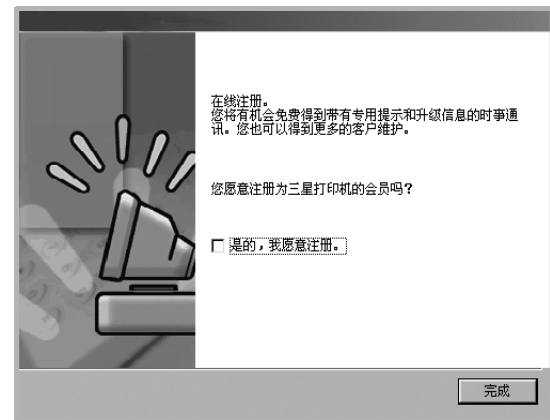 在线注册。
您将有机会免费得到带有专用提示和升级信息的时事通
讯。您也可以得到更多的客户维护。
您愿意注册为三星打印机的会员吗?
是的，我愿意注册。
完成